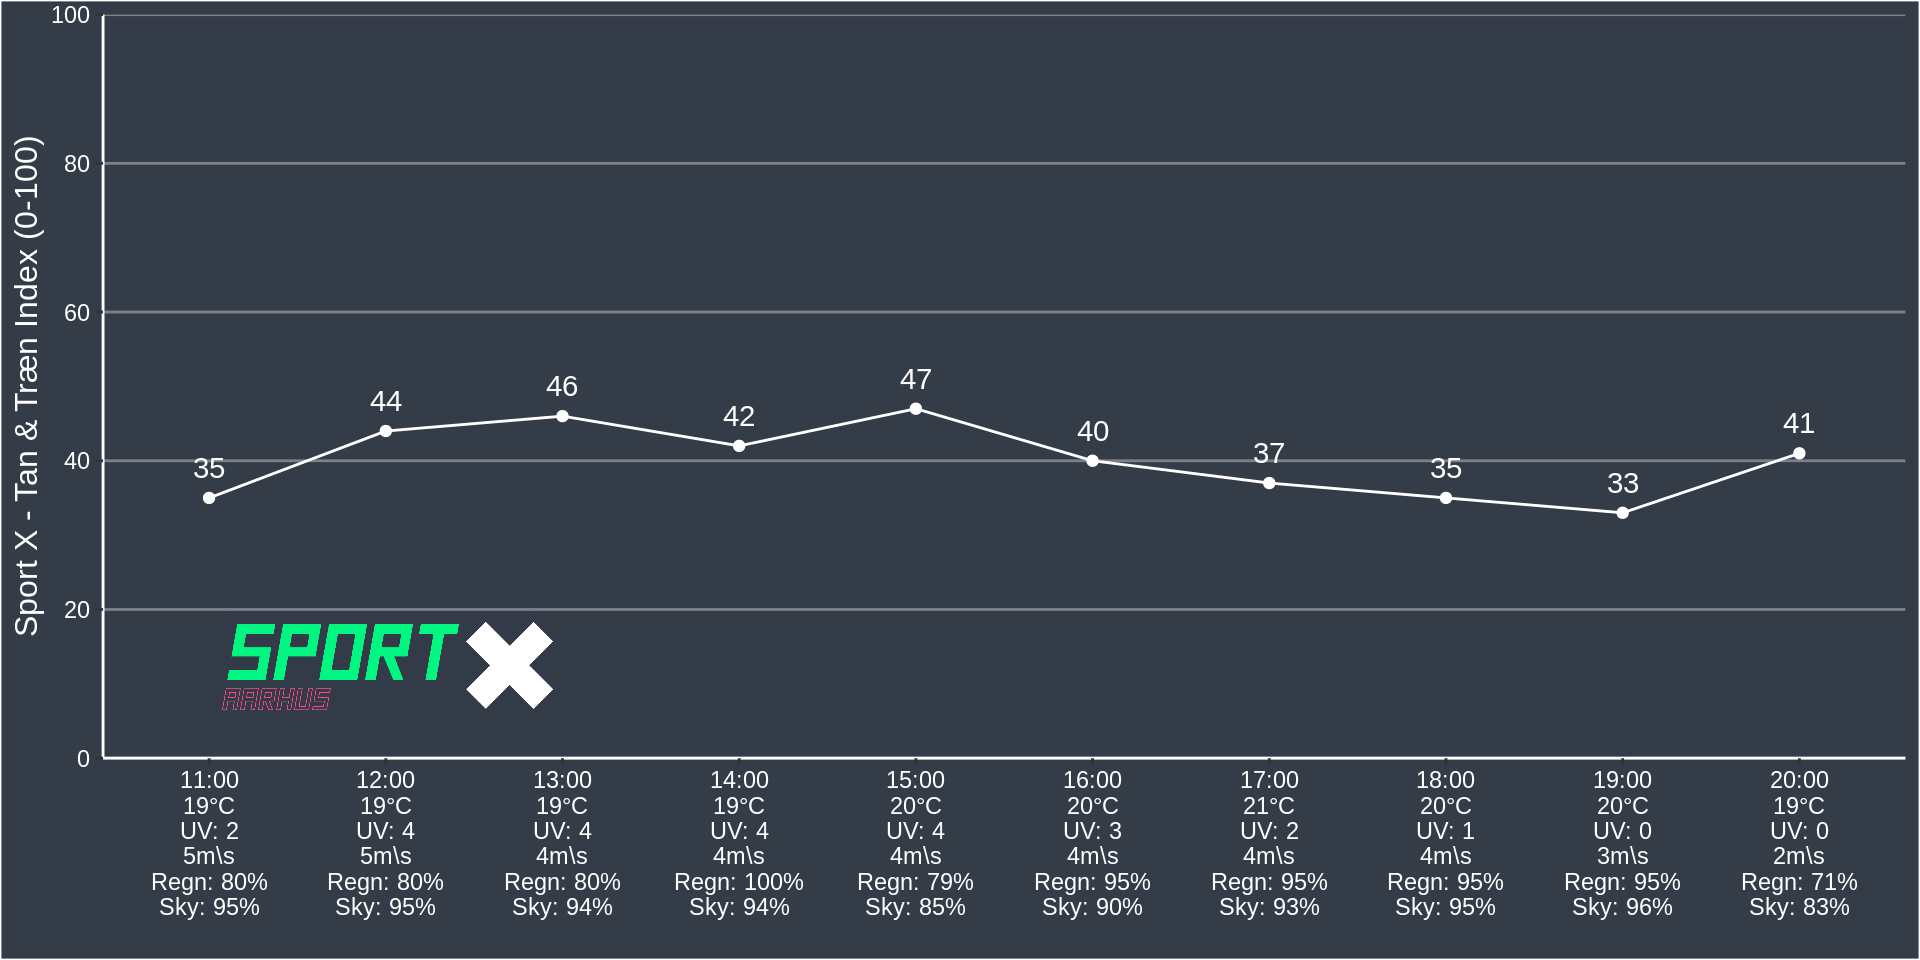 Sport X - Tan & Træn Index (0-100)
100
80
60
40
20
0
35
44
46
42
47
40
37
35
33
41
SPORT X
AARHUS
11:00
19°C
UV: 2
5m\s
Regn: 80%
Sky: 95%
12:00
19°C
UV: 4
5m\s
Regn: 80%
Sky: 95%
13:00
19°C
UV: 4
4m\s
Regn: 80%
Sky: 94%
14:00
19°C
UV: 4
4m\s
Regn: 100%
Sky: 94%
15:00
20°C
UV: 4
4m\s
Regn: 79%
Sky: 85%
16:00
20°C
UV: 3
4m\s
Regn: 95%
Sky: 90%
17:00
21°C
UV: 2
4m\s
Regn: 95%
Sky: 93%
18:00
20°C
UV: 1
4m\s
Regn: 95%
Sky: 95%
19:00
20°C
UV: 0
3m\s
Regn: 95%
Sky: 96%
20:00
19°C
UV: 0
2m\s
Regn: 71%
Sky: 83%